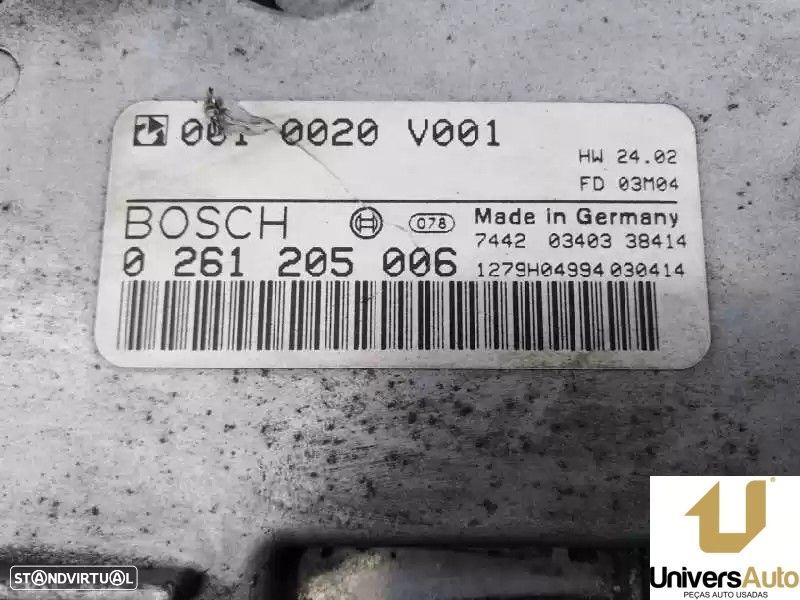 001 0020 V001
HW 24.02
FD 03M04
BOSCH 078 Made in Germany
7442 03403 38414
0 261 205 006 1279H04994 030414
STANDVIRTUAL
UniversAuto
PEÇAS AUTO USADAS